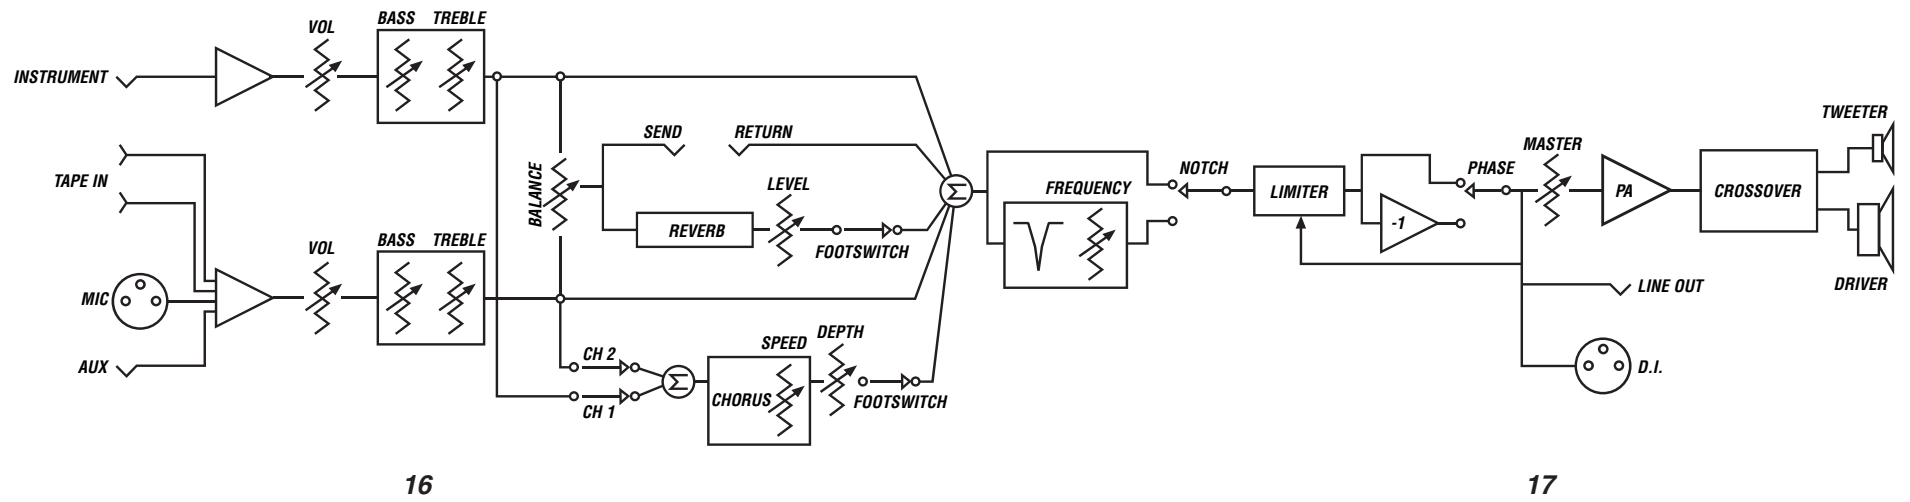 INSTRUMENT
VOL
BASS TREBLE
TAPE IN
MIC
AUX
VOL
BASS TREBLE
BALANCE
SEND
RETURN
REVERB
LEVEL
FOOTSWITCH
CH 2
CH 1
Σ
CHORUS
SPEED
DEPTH
FOOTSWITCH
Σ
FREQUENCY
NOTCH
LIMITER
-1
PHASE
MASTER
PA
CROSSOVER
TWEETER
DRIVER
LINE OUT
D.I.
16
17